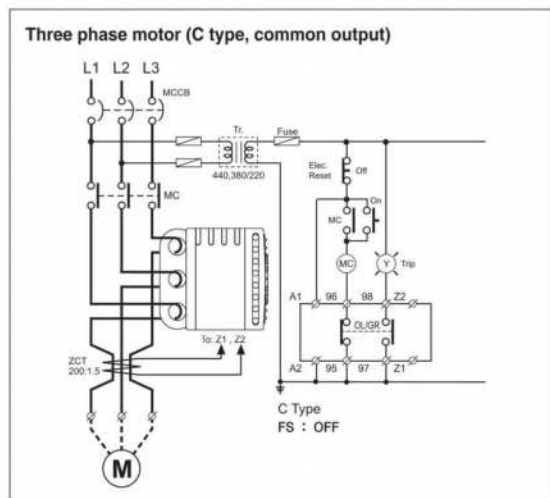 Three phase motor (C type, common output)
L1 L2 L3
MCCB
Tr.
Fuse
440,380/220
Elec.
Reset
Off
On
MC
MC
MC
Y
Trip
A1 96 98 Z2
OL/GR
A2 95 97 Z1
To: Z1 , Z2
ZCT
200:1.5
C Type
FS : OFF
M